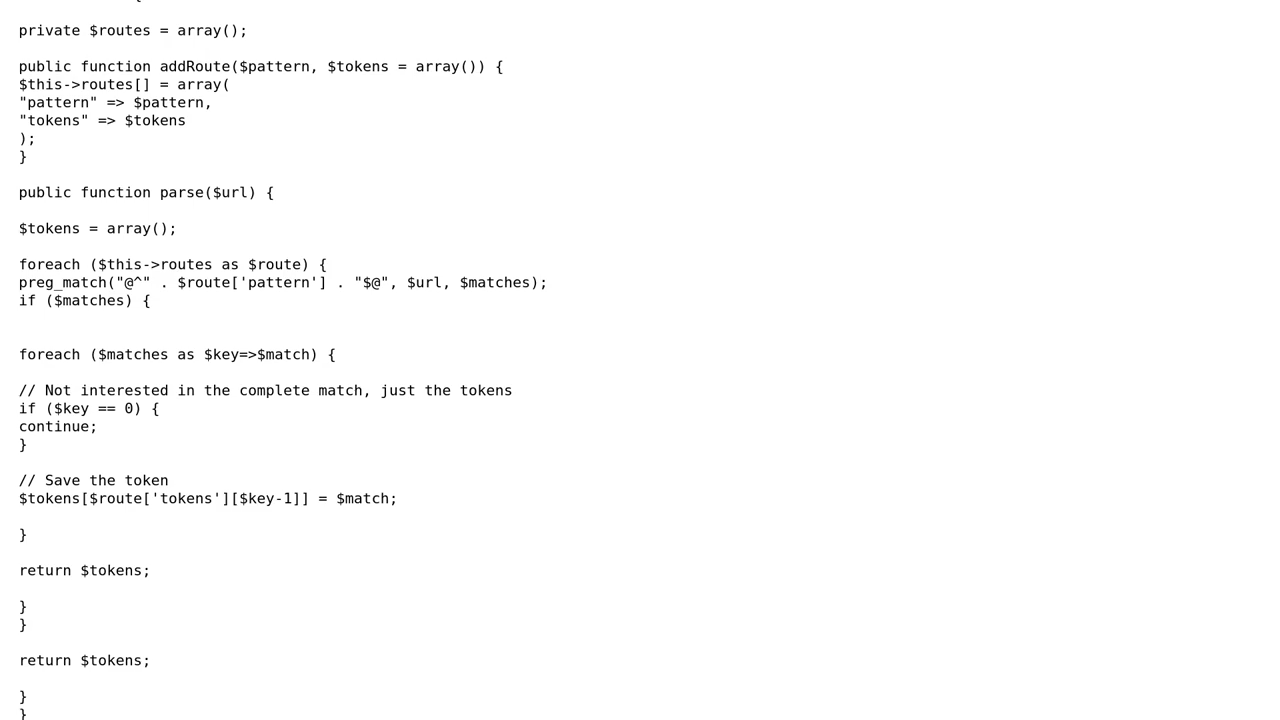 {
private $routes = array();
public function addRoute($pattern, $tokens = array()) {
$this->routes[] = array(
"pattern" => $pattern,
"tokens" => $tokens
);
}
public function parse($url) {
$tokens = array();
foreach ($this->routes as $route) {
preg_match("@^" . $route['pattern'] . "$@", $url, $matches);
if ($matches) {
foreach ($matches as $key=>$match) {
// Not interested in the complete match, just the tokens
if ($key == 0) {
continue;
}
// Save the token
$tokens[$route['tokens'][$key-1]] = $match;
}
return $tokens;
}
}
return $tokens;
}
}